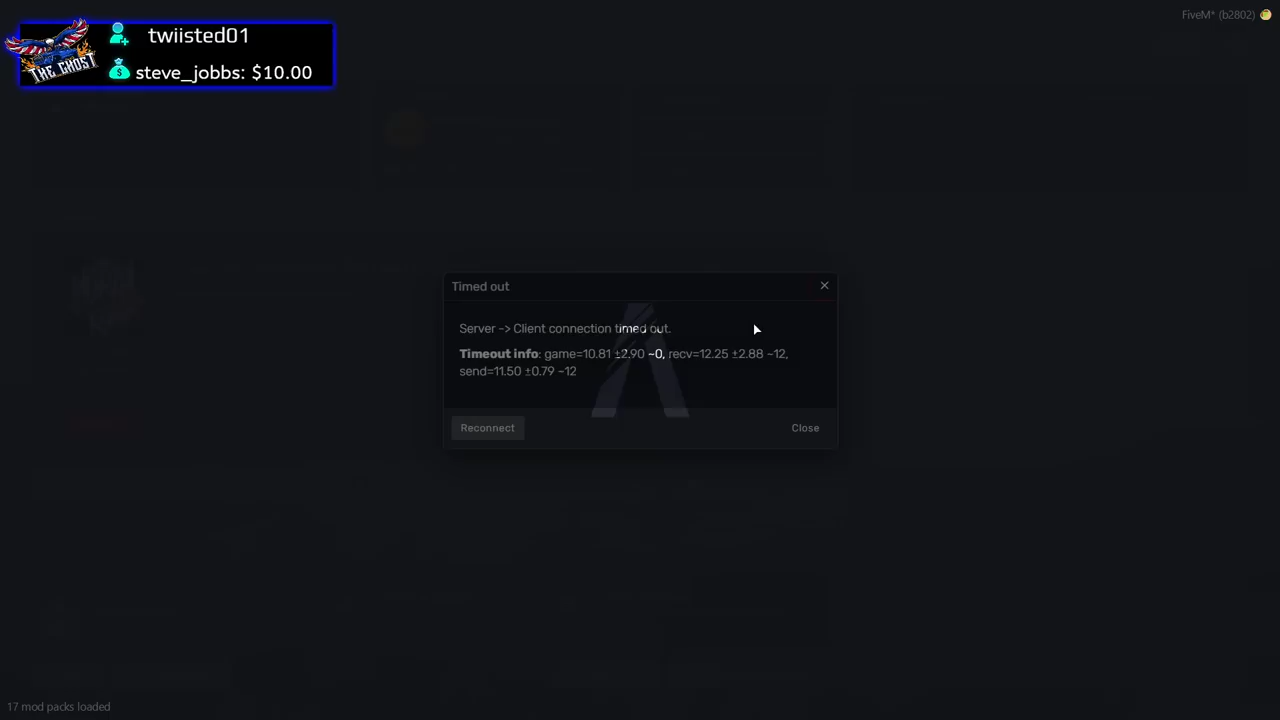 FiveM* (b2802)
twiisted01
steve_jobbs: $10.00
THE GHOST
Timed out
Server -> Client connection timed out.
Timeout info: game=10.81 ±2.90 ~0, recv=12.25 ±2.88 ~12,
send=11.50 ±0.79 ~12
Reconnect
Close
17 mod packs loaded